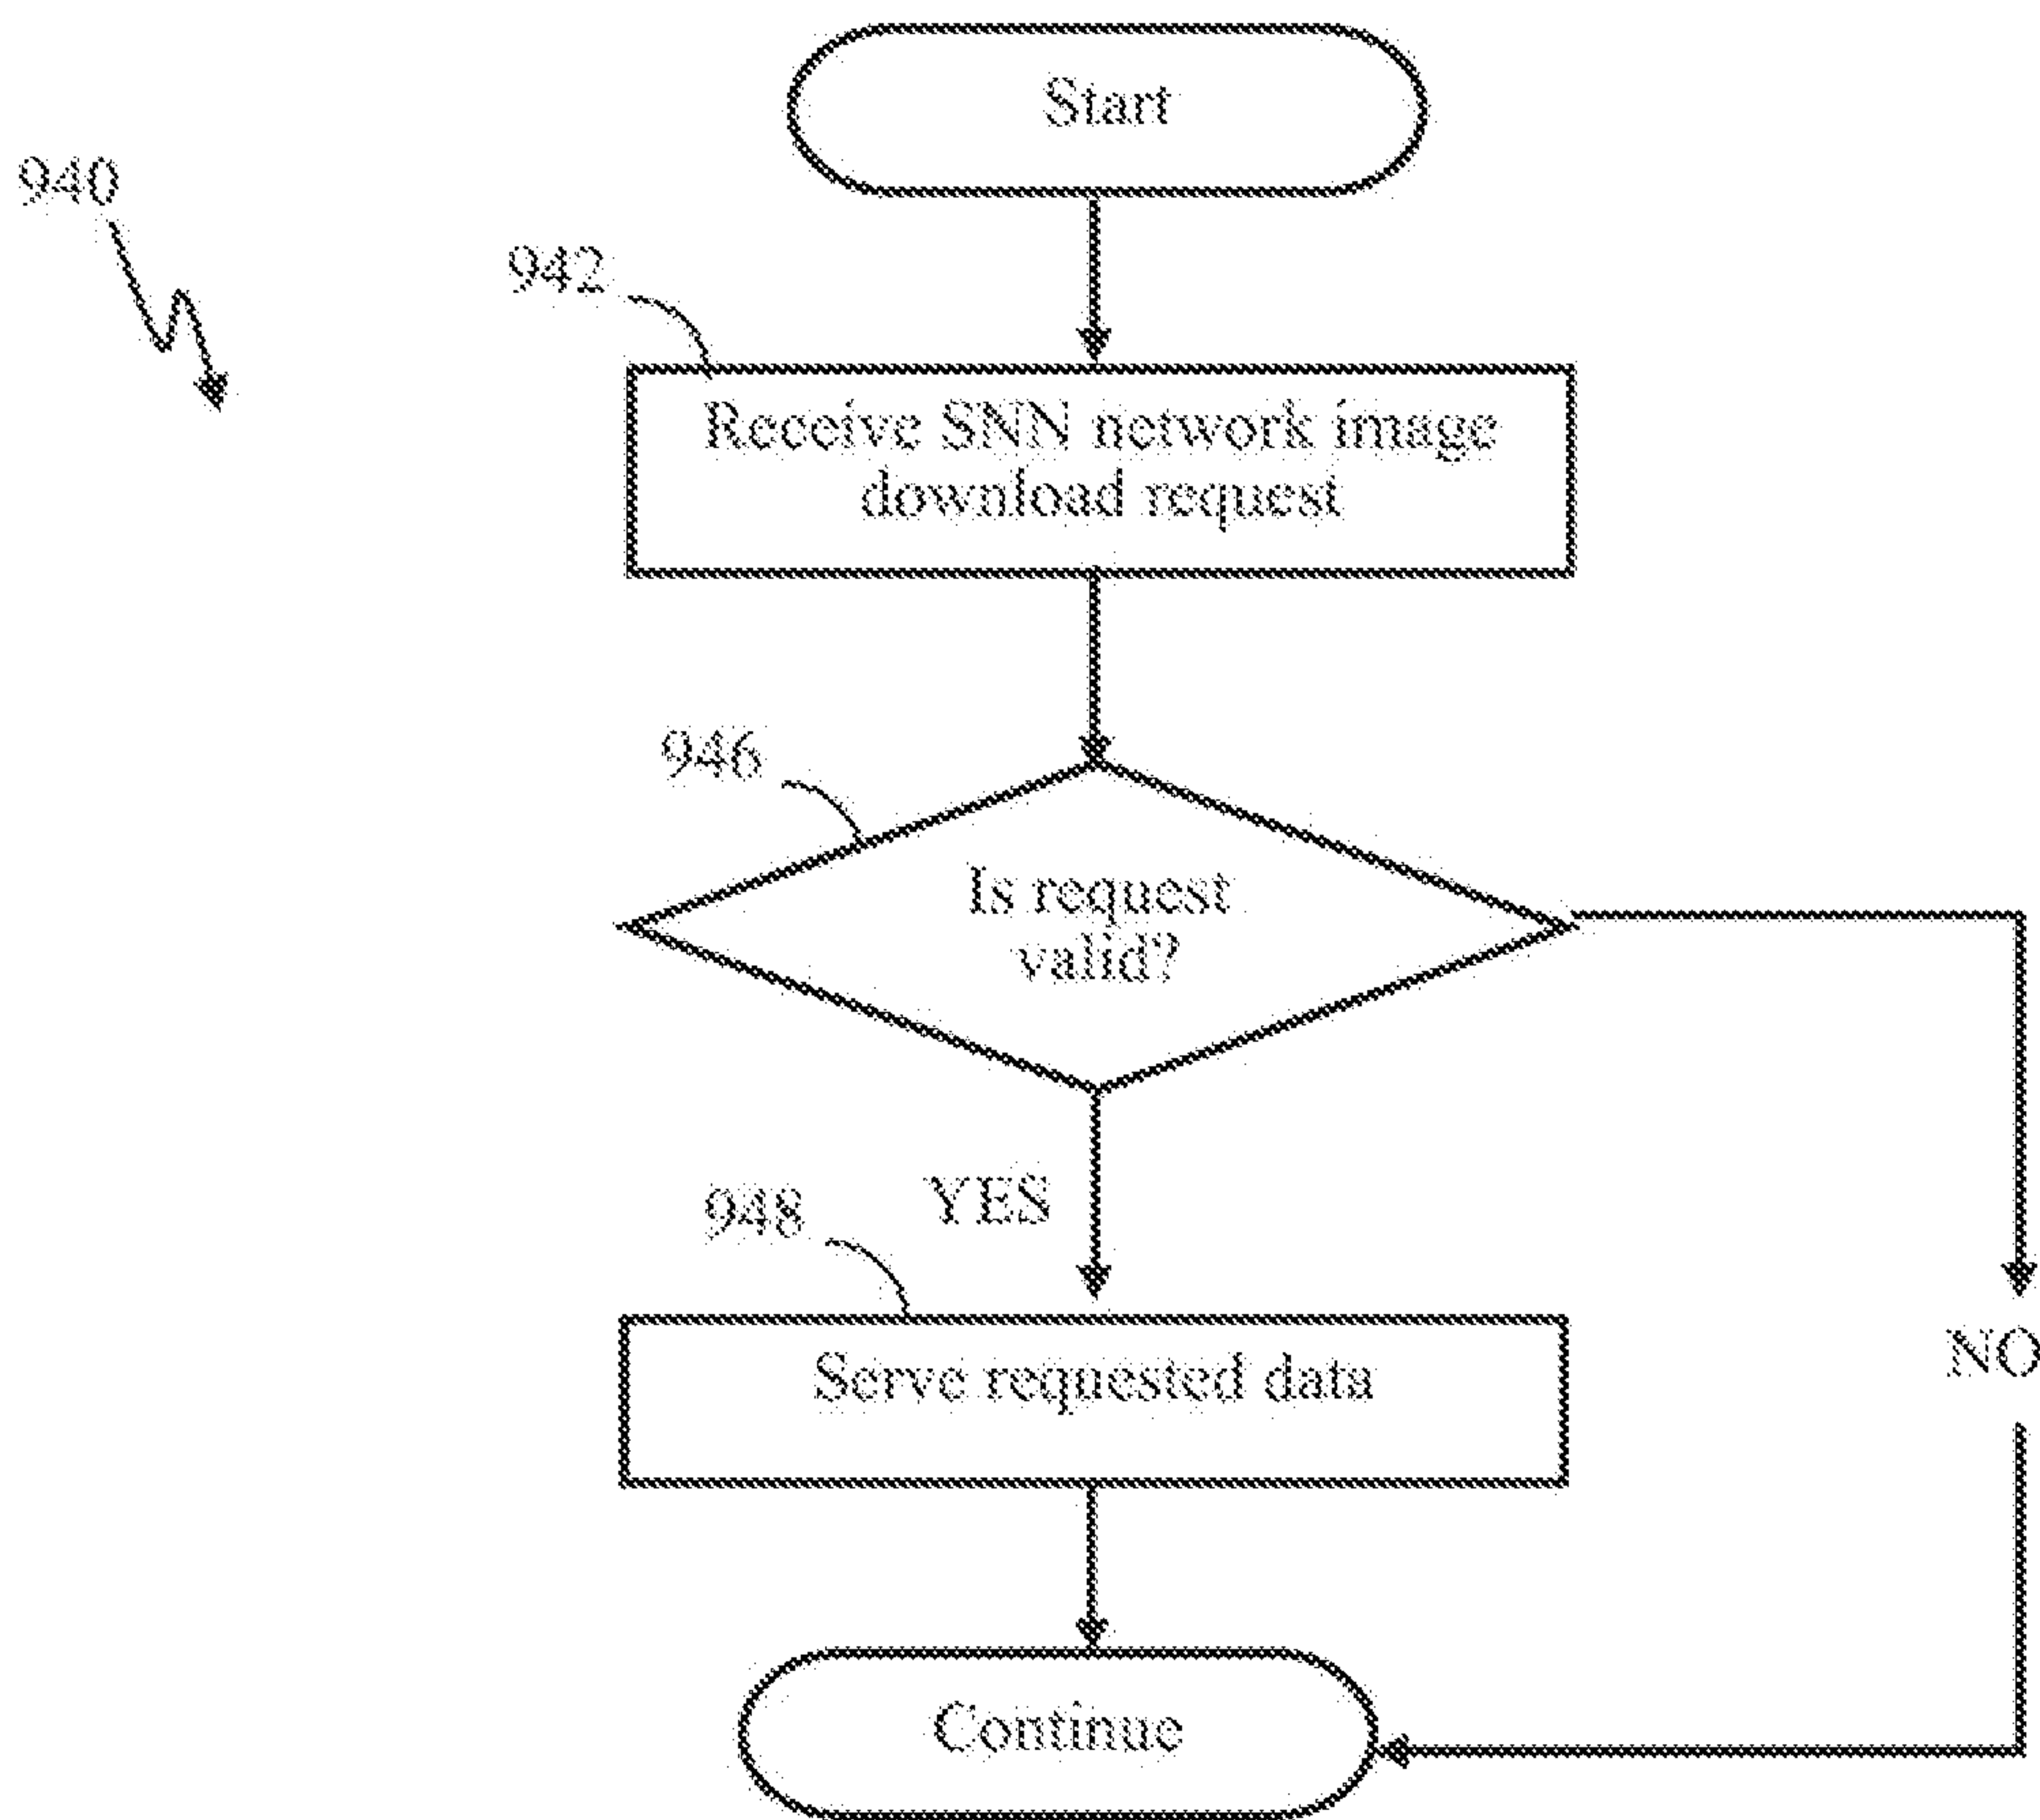 Start
940
942
Receive SNN network image
download request
946
Is request
valid?
YES
948
NO
Serve requested data
Continue